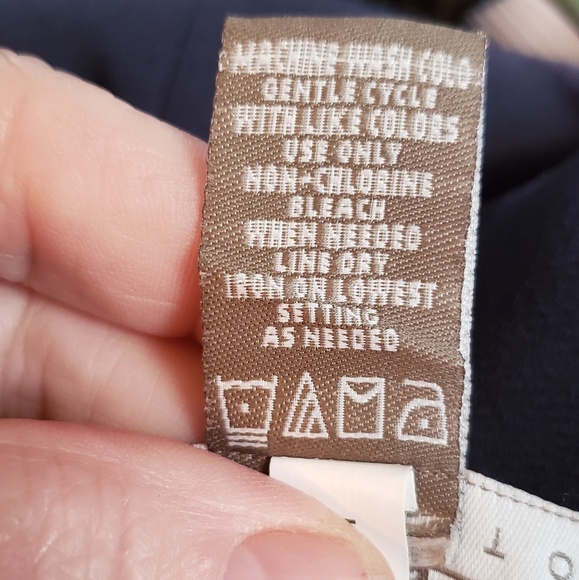 MACHINE WASH COLD
GENTLE CYCLE
WITH LIKE COLORS
USE ONLY
NON-CHLORINE
BLEACH
WHEN NEEDED
LINE DRY
IRON ON LOWEST
SETTING
AS NEEDED